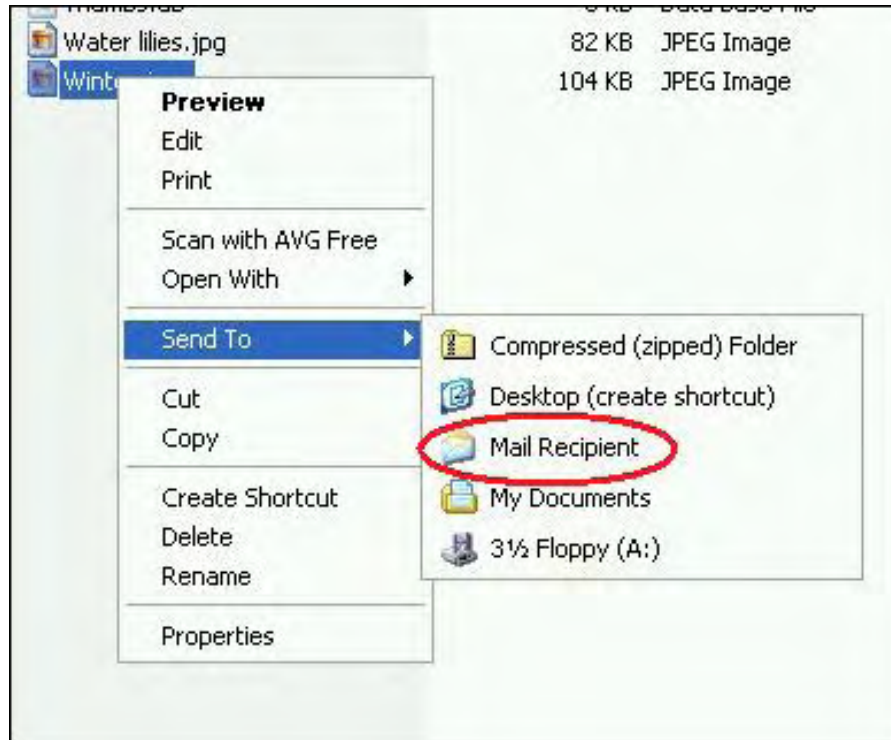 Water lilies.jpg 82 KB JPEG Image
104 KB JPEG Image
Preview
Edit
Print
Scan with AVG Free
Open With
Send To
Compressed (zipped) Folder
Desktop (create shortcut)
Mail Recipient
My Documents
3½ Floppy (A:)
Cut
Copy
Create Shortcut
Delete
Rename
Properties